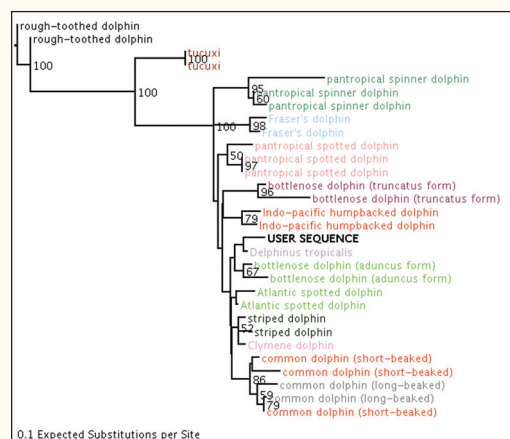 rough-toothed dolphin
rough-toothed dolphin
100
tucuxi
100
tucuxi
100
pantropical spinner dolphin
95
pantropical spinner dolphin
60
pantropical spinner dolphin
Fraser's dolphin
100
98
Fraser's dolphin
pantropical spotted dolphin
50
pantropical spotted dolphin
97
pantropical spotted dolphin
bottlenose dolphin (truncatus form)
96
bottlenose dolphin (truncatus form)
Indo-pacific humpbacked dolphin
79
Indo-pacific humpbacked dolphin
USER SEQUENCE
Delphinus tropicalis
bottlenose dolphin (aduncus form)
67
bottlenose dolphin (aduncus form)
Atlantic spotted dolphin
Atlantic spotted dolphin
striped dolphin
52
striped dolphin
Clymene dolphin
common dolphin (short-beaked)
common dolphin (short-beaked)
86
common dolphin (long-beaked)
59
common dolphin (long-beaked)
79
common dolphin (short-beaked)
0.1 Expected Substitutions per Site